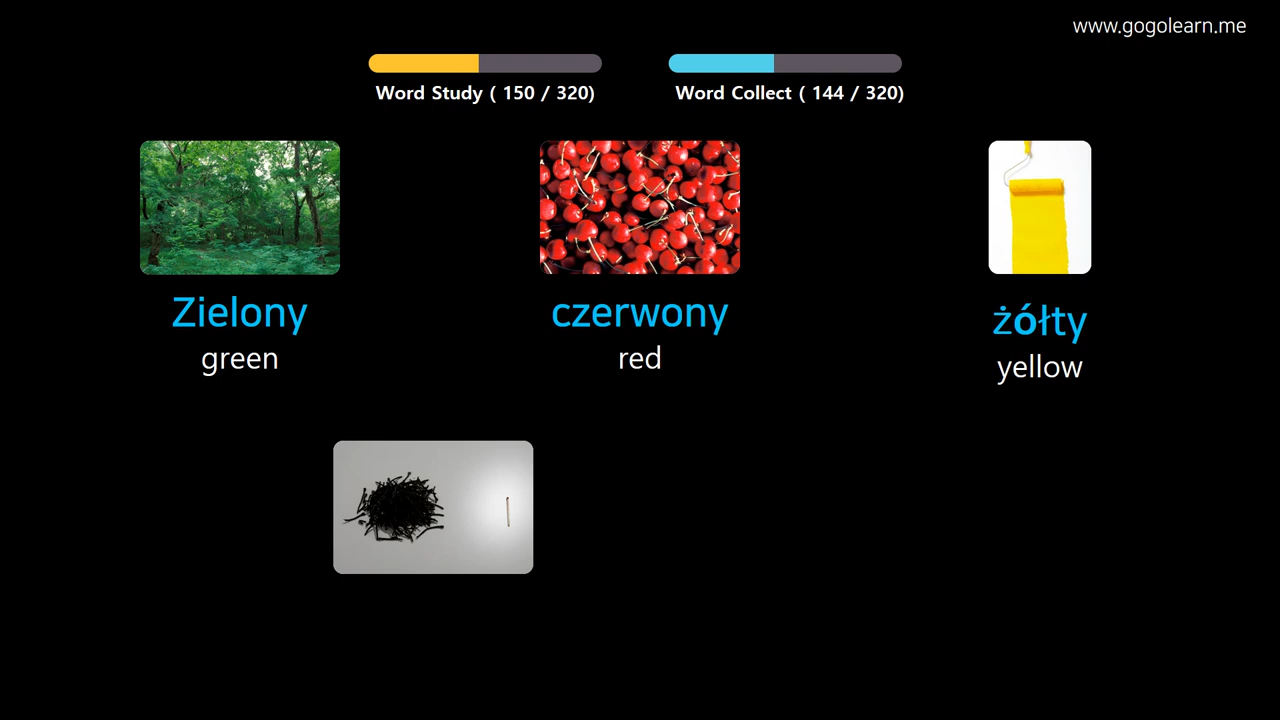 www.gogolearn.me
Word Study ( 150 / 320)
Word Collect ( 144 / 320)
Zielony
green
czerwony
red
żółty
yellow